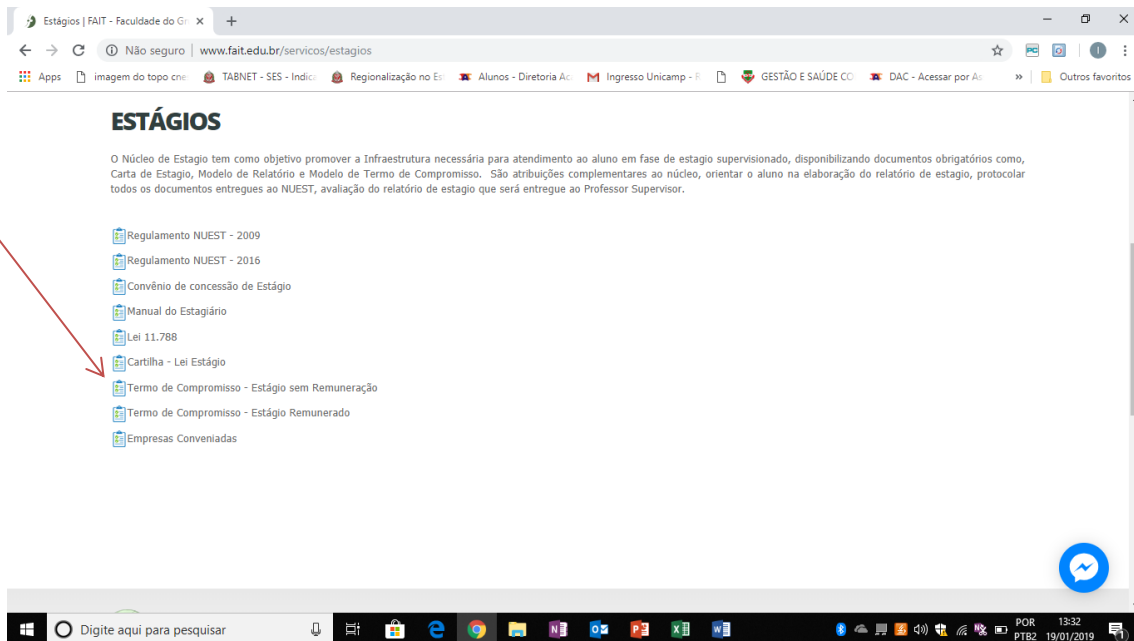 Estágios | FAIT - Faculdade do Gr
Não seguro | www.fait.edu.br/servicos/estagios
Apps imagem do topo cne TABNET - SES - Indica Regionalização no Es Alunos - Diretoria Ac Ingresso Unicamp - GESTÃO E SAÚDE CO DAC - Acessar por As » Outros favoritos
ESTÁGIOS
O Núcleo de Estagio tem como objetivo promover a Infraestrutura necessária para atendimento ao aluno em fase de estagio supervisionado, disponibilizando documentos obrigatórios como,
Carta de Estagio, Modelo de Relatório e Modelo de Termo de Compromisso. São atribuições complementares ao núcleo, orientar o aluno na elaboração do relatório de estagio, protocolar
todos os documentos entregues ao NUEST, avaliação do relatório de estagio que será entregue ao Professor Supervisor.
Regulamento NUEST - 2009
Regulamento NUEST - 2016
Convênio de concessão de Estágio
Manual do Estagiário
Lei 11.788
Cartilha - Lei Estágio
Termo de Compromisso - Estágio sem Remuneração
Termo de Compromisso - Estágio Remunerado
Empresas Conveniadas
Digite aqui para pesquisar
POR 13:32
PTB2 19/01/2019